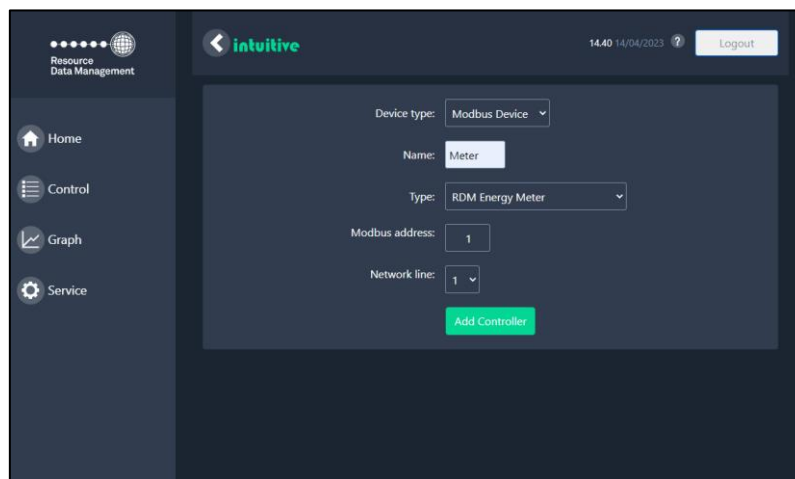 Resource
Data Management
intuitive
14.40 14/04/2023 ? Logout
Home
Control
Graph
Service
Device type: Modbus Device
Name: Meter
Type: RDM Energy Meter
Modbus address: 1
Network line: 1
Add Controller